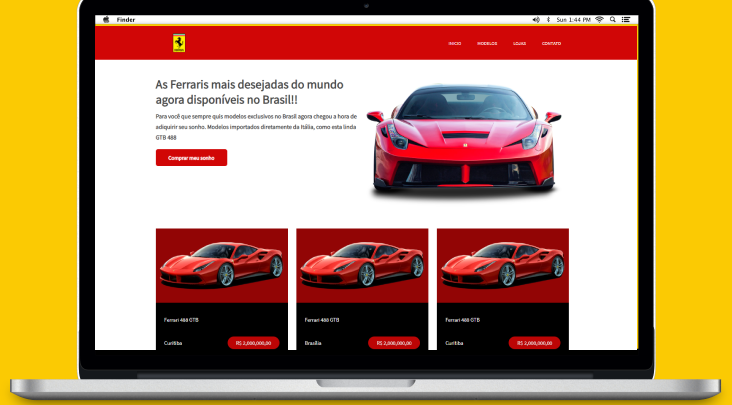 Finder
Sun 1:44 PM
INICIO MODELOS LOJAS CONTATO
As Ferraris mais desejadas do mundo
agora disponíveis no Brasil!!
Para você que sempre quis modelos exclusivos no Brasil agora chegou a hora de
adiquirir seu sonho. Modelos importados diretamente da Itália, como esta linda
GTB 488
Comprar meu sonho
Ferrari 488 GTB
Curitiba R$ 2,000,000,00
Ferrari 488 GTB
Brasília R$ 2,000,000,00
Ferrari 488 GTB
Curitiba R$ 2,000,000,00